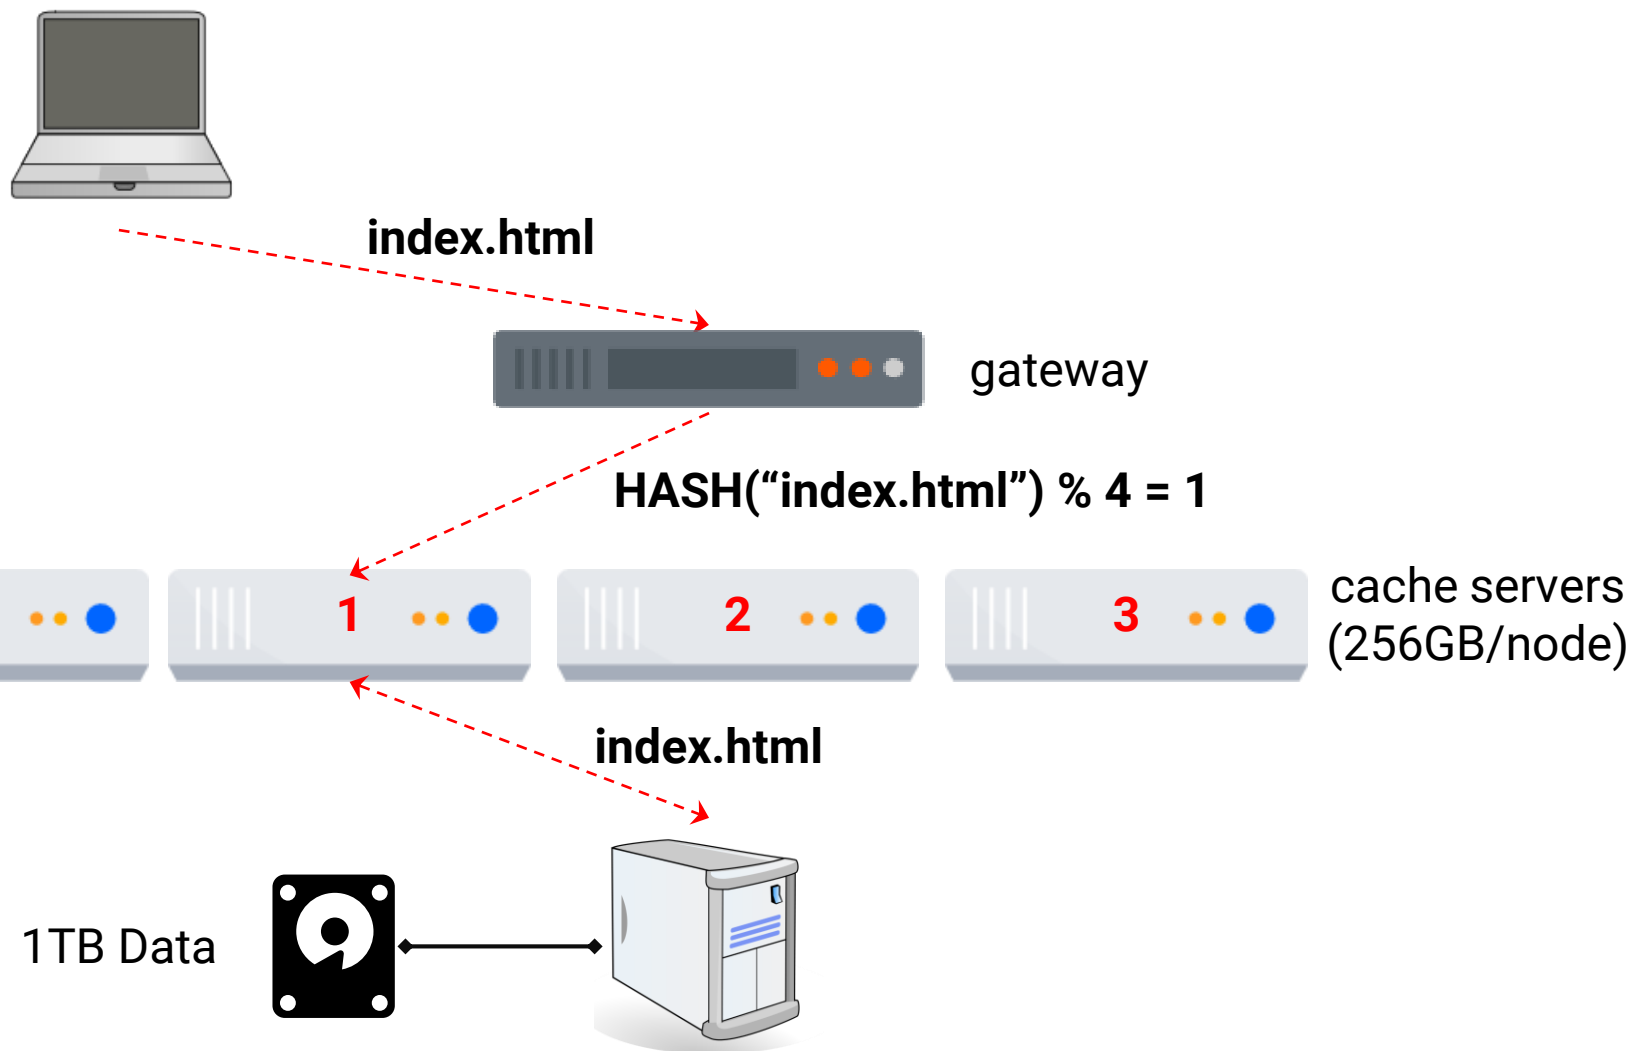 index.html
gateway
HASH(“index.html”) % 4 = 1
1
2
3
cache servers
(256GB/node)
index.html
1TB Data